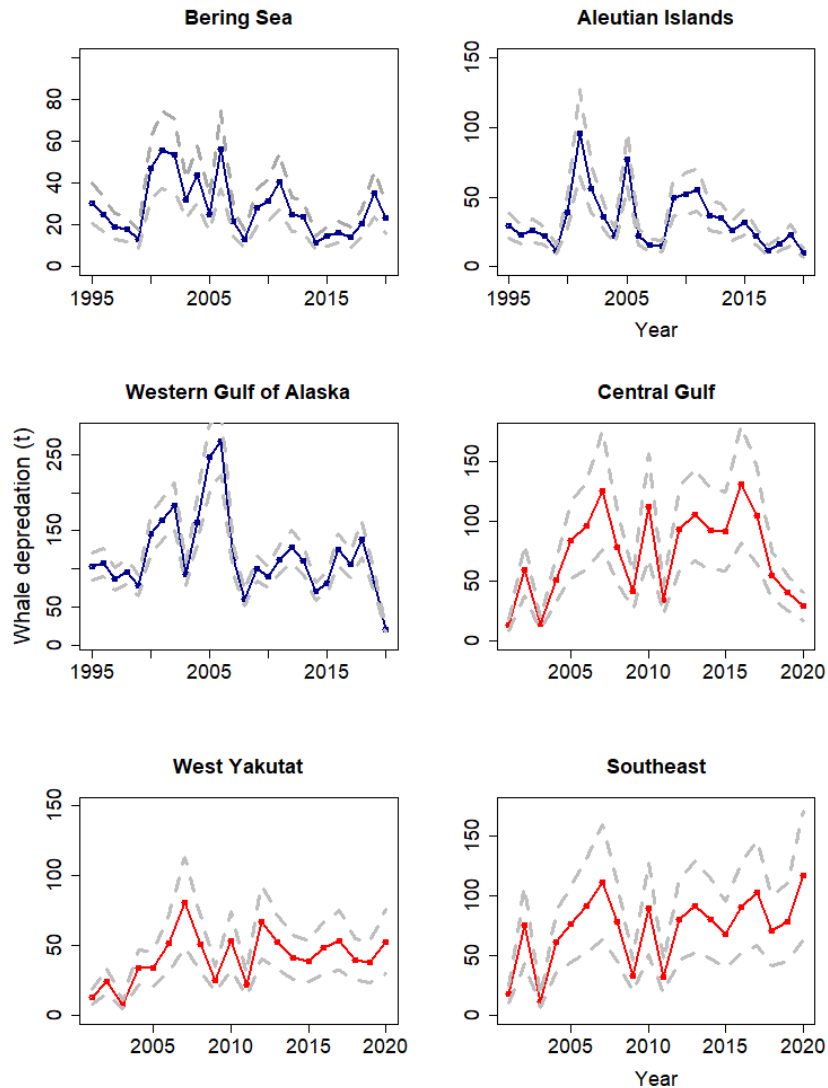 Bering Sea
80
60
40
20
0
1995 2005 2015
Aleutian Islands
150
100
50
0
1995 2005 2015
Year
Western Gulf of Alaska
Whale depredation (t)
250
150
50
0
1995 2005 2015
Central Gulf
150
100
50
0
2005 2010 2015 2020
West Yakutat
150
100
50
0
2005 2010 2015 2020
Southeast
150
100
50
0
2005 2010 2015 2020
Year